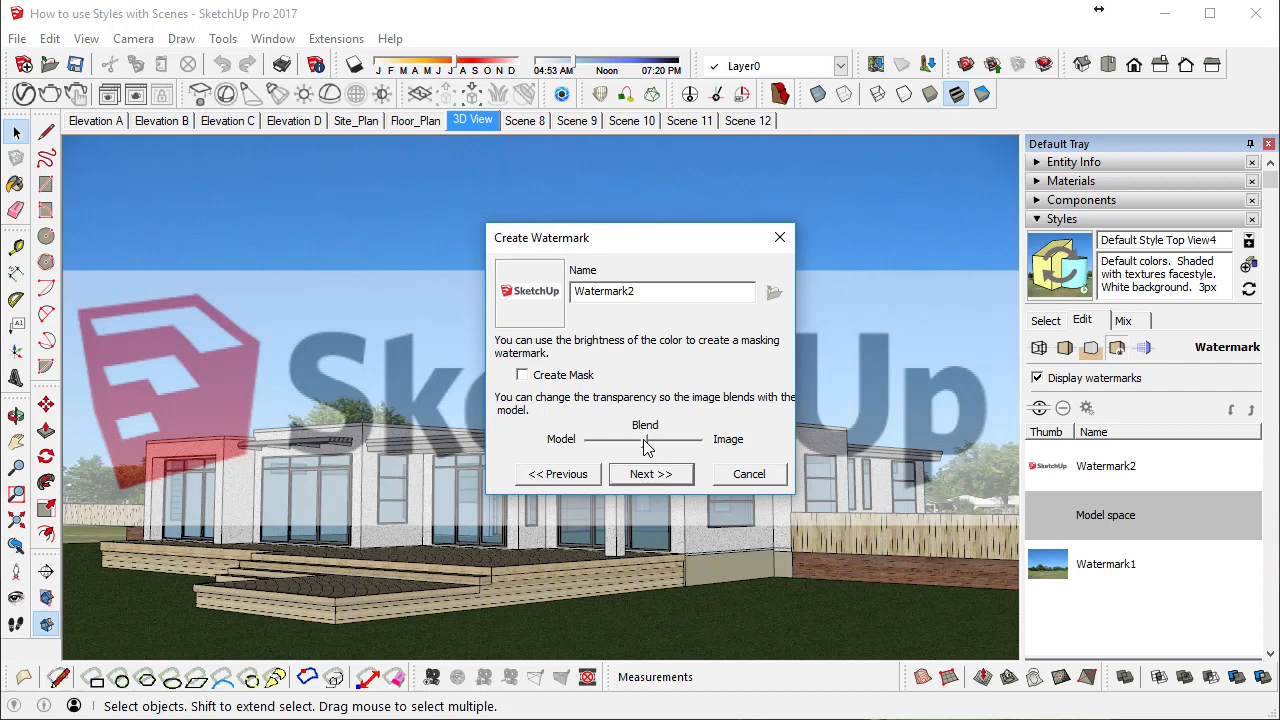 How to use Styles with Scenes - SketchUp Pro 2017
File Edit View Camera Draw Tools Window Extensions Help
J F M A M J J A S O N D
04:53 AM Noon 07:20 PM
Layer0
Elevation A Elevation B Elevation C Elevation D Site_Plan Floor_Plan 3D View Scene 8 Scene 9 Scene 10 Scene 11 Scene 12
Default Tray
Entity Info
Materials
Components
Styles
Default Style Top View4
Default colors. Shaded
with textures facestyle.
White background. 3px
Select Edit Mix
Watermark
Display watermarks
Thumb Name
SketchUp Watermark2
Model space
Watermark1
Create Watermark
SketchUp
Name
Watermark2
You can use the brightness of the color to create a masking
watermark.
Create Mask
You can change the transparency so the image blends with the
model.
Blend
Model Image
<< Previous Next >> Cancel
A1
Measurements
Select objects. Shift to extend select. Drag mouse to select multiple.